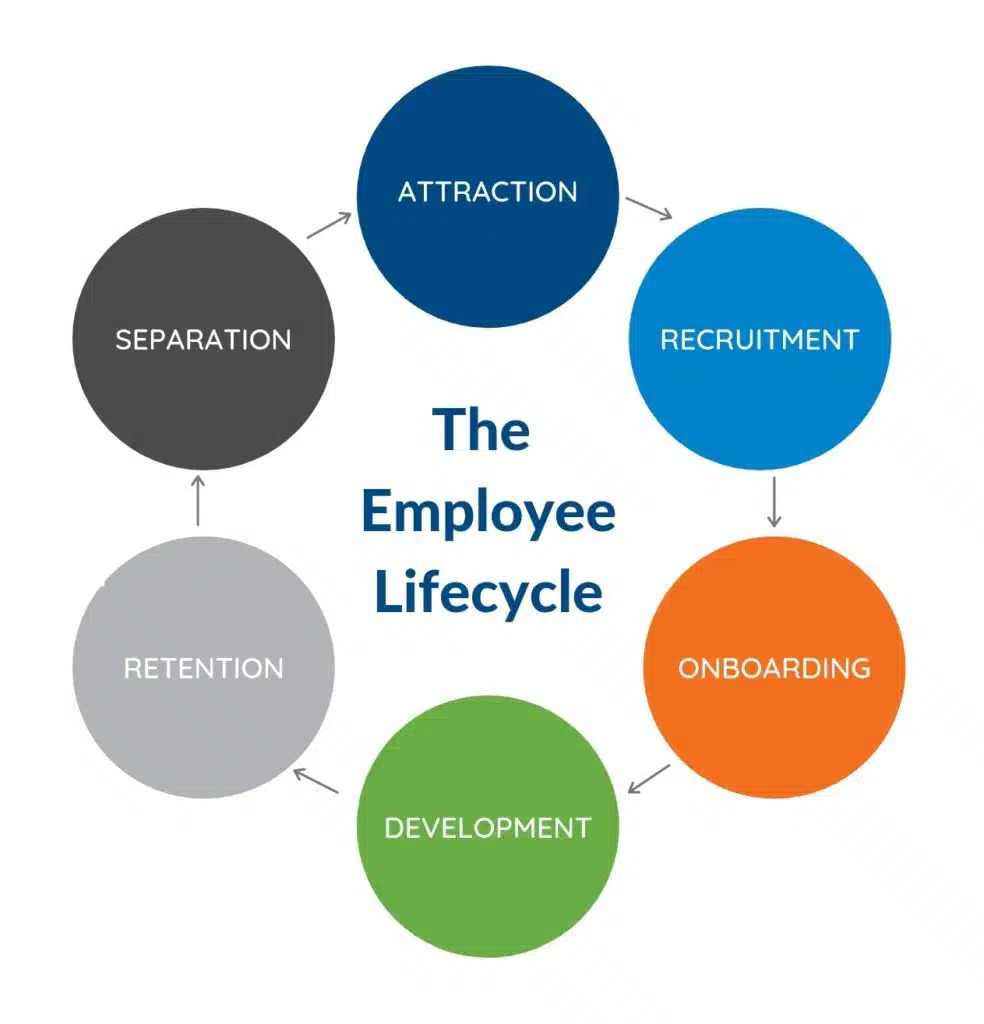 ATTRACTION
RECRUITMENT
ONBOARDING
DEVELOPMENT
RETENTION
SEPARATION
The
Employee
Lifecycle